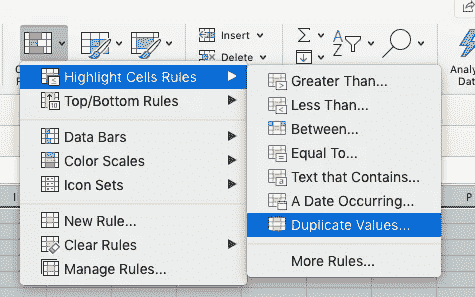 Insert
Delete
Analy
Da
Highlight Cells Rules
Top/Bottom Rules
Data Bars
Color Scales
Icon Sets
New Rule...
Clear Rules
Manage Rules...
Greater Than...
Less Than...
Between...
Equal To...
Text that Contains...
A Date Occurring...
Duplicate Values...
More Rules...
I
P